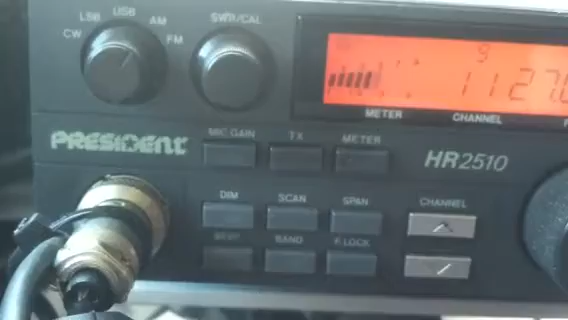 LSB USB AM
CW FM
SWR/CAL
METER CHANNEL
PRESIDENT
MIC GAIN TX METER
HR2510
DIM SCAN SPAN CHANNEL
BEEP BAND F.LOCK